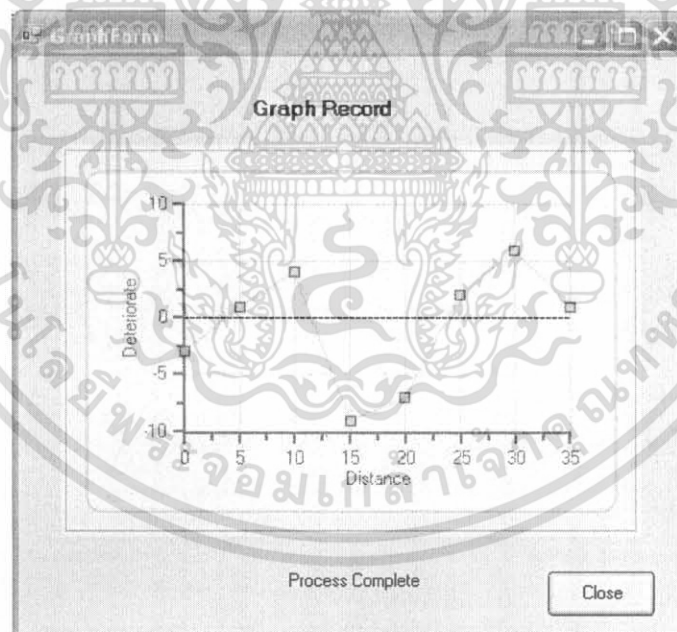 GraphForm
Graph Record
10
5
0
-5
-10
Deteriorate
0 5 10 15 20 25 30 35
Distance
Process Complete
Close